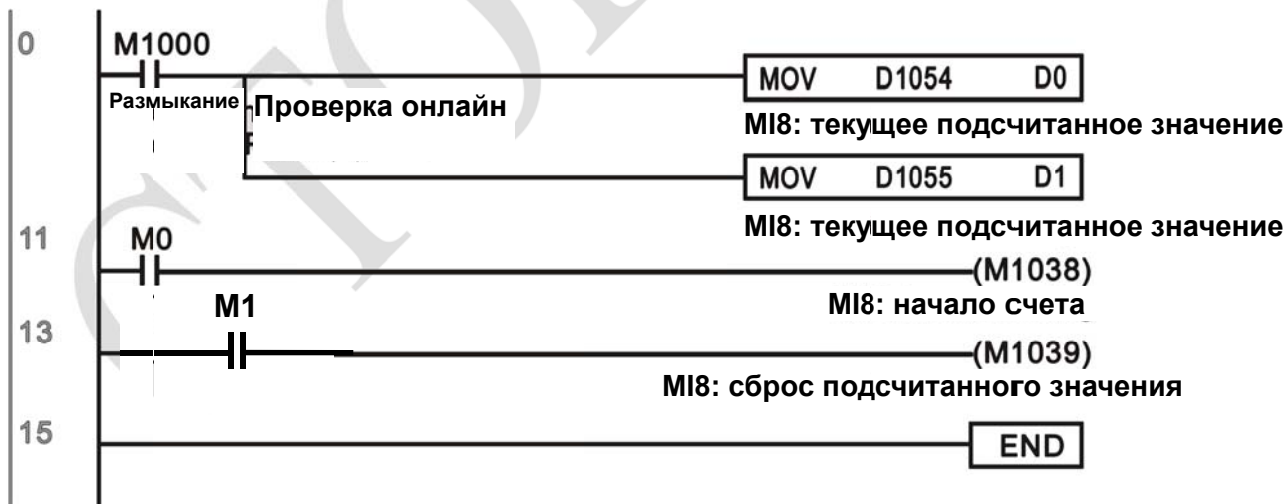 0
M1000
Размыкание
Проверка онлайн
MOV D1054 D0
MI8: текущее подсчитанное значение
MOV D1055 D1
MI8: текущее подсчитанное значение
11
M0
(M1038)
MI8: начало счета
13
M1
(M1039)
MI8: сброс подсчитанного значения
15
END